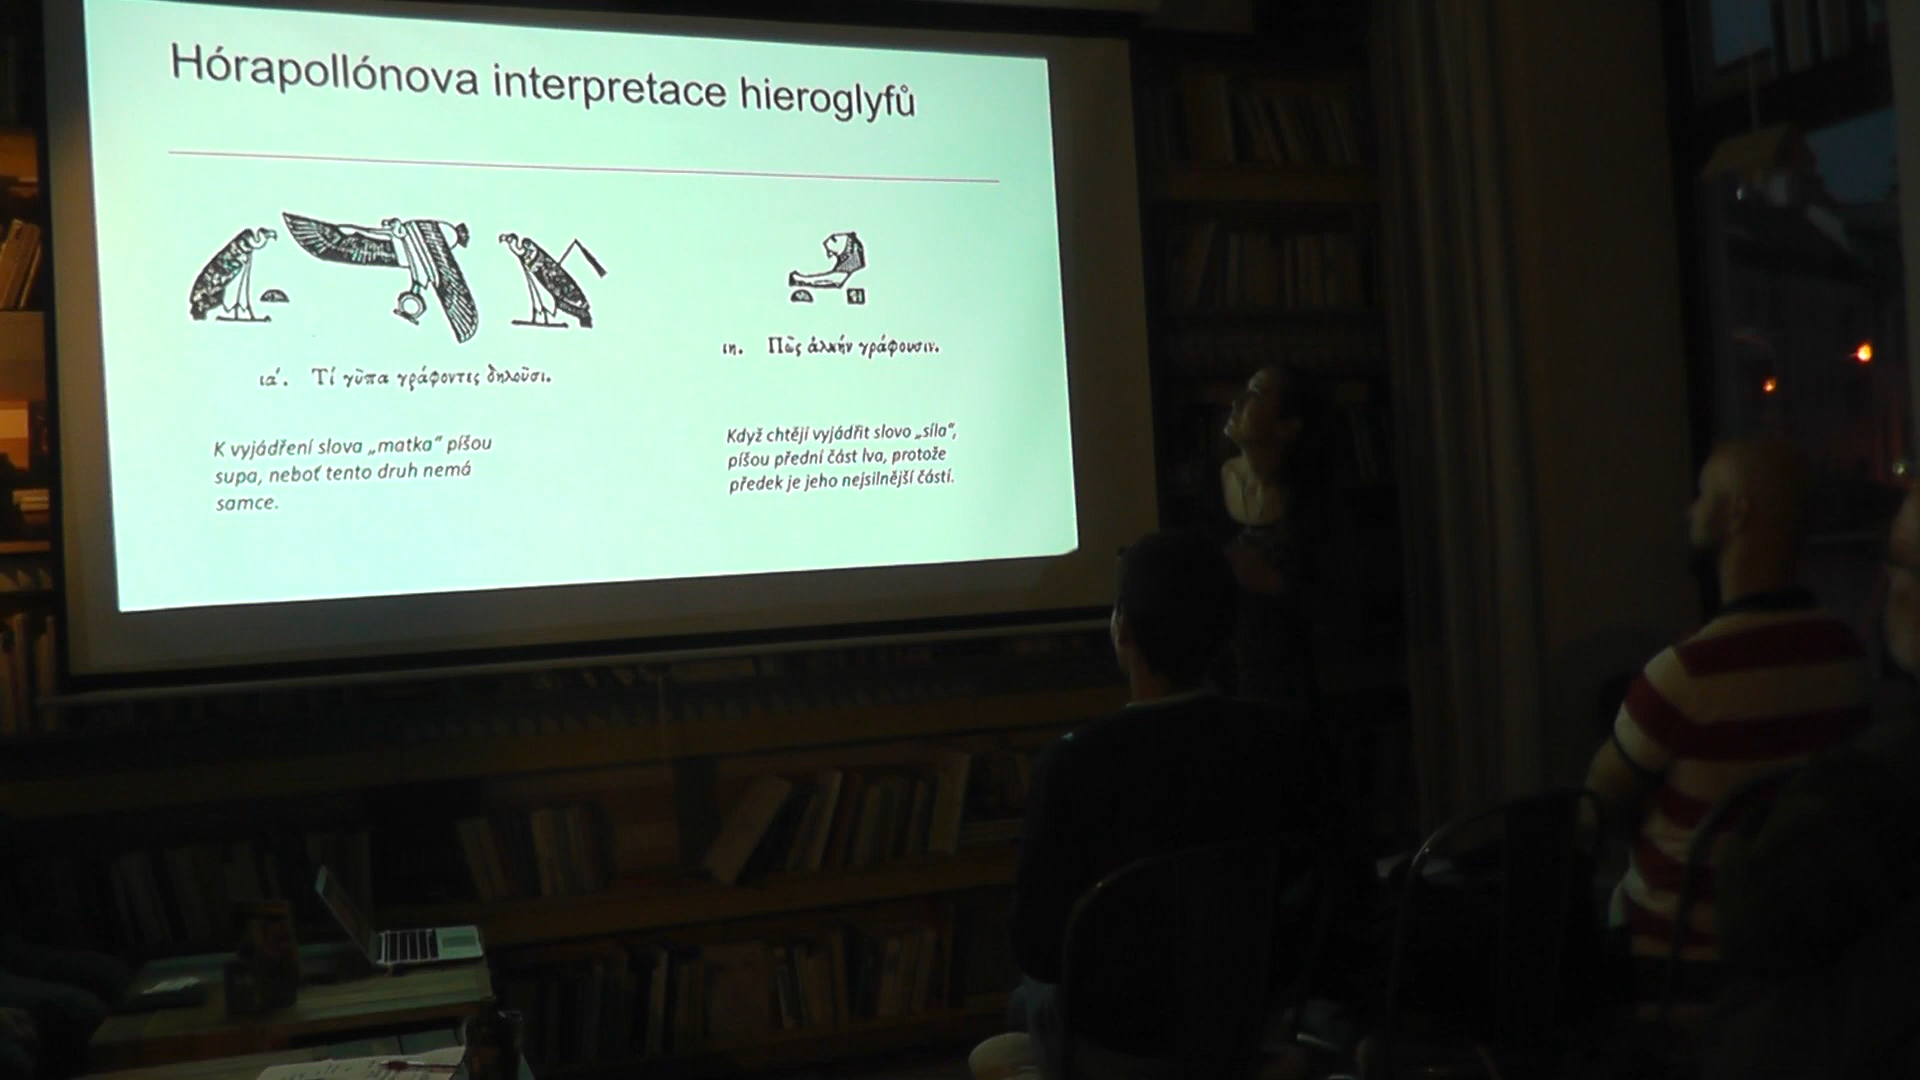 Hórapollónova interpretace hieroglyfů
ια΄. Τί γῦπα γράφοντες δηλοῦσι.
ιη. Πῶς ἀλκήν γράφουσιν.
K vyjádření slova „matka“ píšou
supa, neboť tento druh nemá
samce.
Když chtějí vyjádřit slovo „síla“,
píšou přední část lva, protože
předek je jeho nejsilnější částí.